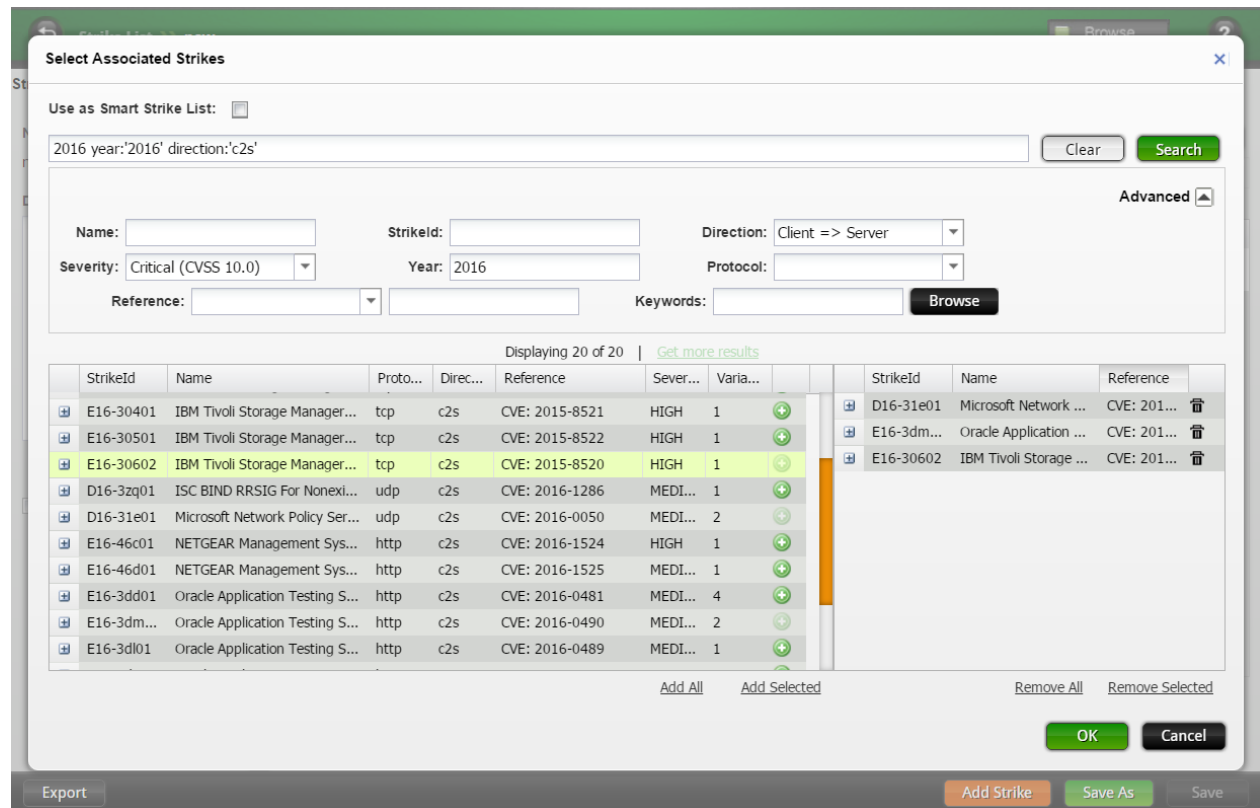 Strike List >> new
Browse
?
Select Associated Strikes
Use as Smart Strike List:
2016 year:'2016' direction:'c2s'
Clear
Search
Advanced
Name:
StrikeId:
Direction: Client => Server
Severity: Critical (CVSS 10.0)
Year: 2016
Protocol:
Reference:
Keywords:
Browse
Displaying 20 of 20 | Get more results
StrikeId Name Proto... Direc... Reference Sever... Varia...
E16-30401 IBM Tivoli Storage Manager... tcp c2s CVE: 2015-8521 HIGH 1
E16-30501 IBM Tivoli Storage Manager... tcp c2s CVE: 2015-8522 HIGH 1
E16-30602 IBM Tivoli Storage Manager... tcp c2s CVE: 2015-8520 HIGH 1
D16-3zq01 ISC BIND RRSIG For Nonexi... udp c2s CVE: 2016-1286 MEDI... 1
D16-31e01 Microsoft Network Policy Ser... udp c2s CVE: 2016-0050 MEDI... 2
E16-46c01 NETGEAR Management Sys... http c2s CVE: 2016-1524 HIGH 1
E16-46d01 NETGEAR Management Sys... http c2s CVE: 2016-1525 MEDI... 1
E16-3dd01 Oracle Application Testing S... http c2s CVE: 2016-0481 MEDI... 4
E16-3dm... Oracle Application Testing S... http c2s CVE: 2016-0490 MEDI... 2
E16-3dl01 Oracle Application Testing S... http c2s CVE: 2016-0489 MEDI... 1
StrikeId Name Reference
D16-31e01 Microsoft Network ... CVE: 201...
E16-3dm... Oracle Application ... CVE: 201...
E16-30602 IBM Tivoli Storage ... CVE: 201...
Add All
Add Selected
Remove All
Remove Selected
OK
Cancel
Export
Add Strike
Save As
Save